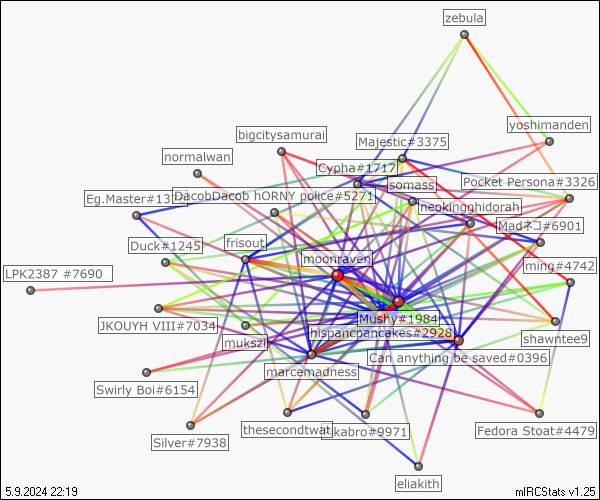 zebula
yoshimanden
bigcitysamurai
Majestic#3375
normalwan
Cypha#1717
somass
Pocket Persona#3326
Eg.Master#13
DacobDacob hORNY police#5271
neokingghidorah
Madネコ#6901
Duck#1245
frisout
moonraven
ming#4742
LPK2387 #7690
JKOUYH VIII#7034
Mushy#1984
hispancpancakes#2928
mukszil
shawntee9
Can anything be saved#0396
marcemadness
Swirly Boi#6154
Silver#7938
thesecondtwat
kabro#9971
Fedora Stoat#4479
eliakith
5.9.2024 22:19
mIRCStats v1.25